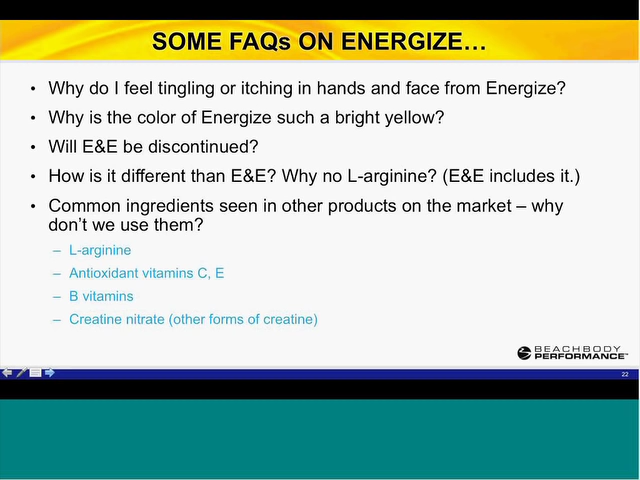 SOME FAQs ON ENERGIZE…
• Why do I feel tingling or itching in hands and face from Energize?
• Why is the color of Energize such a bright yellow?
• Will E&E be discontinued?
• How is it different than E&E? Why no L-arginine? (E&E includes it.)
• Common ingredients seen in other products on the market – why
don’t we use them?
– L-arginine
– Antioxidant vitamins C, E
– B vitamins
– Creatine nitrate (other forms of creatine)
BEACHBODY
PERFORMANCE™
22